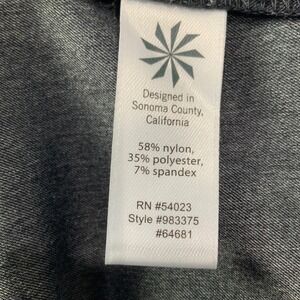 Designed in
Sonoma County,
California
58% nylon,
35% polyester,
7% spandex
RN #54023
Style #983375
#64681